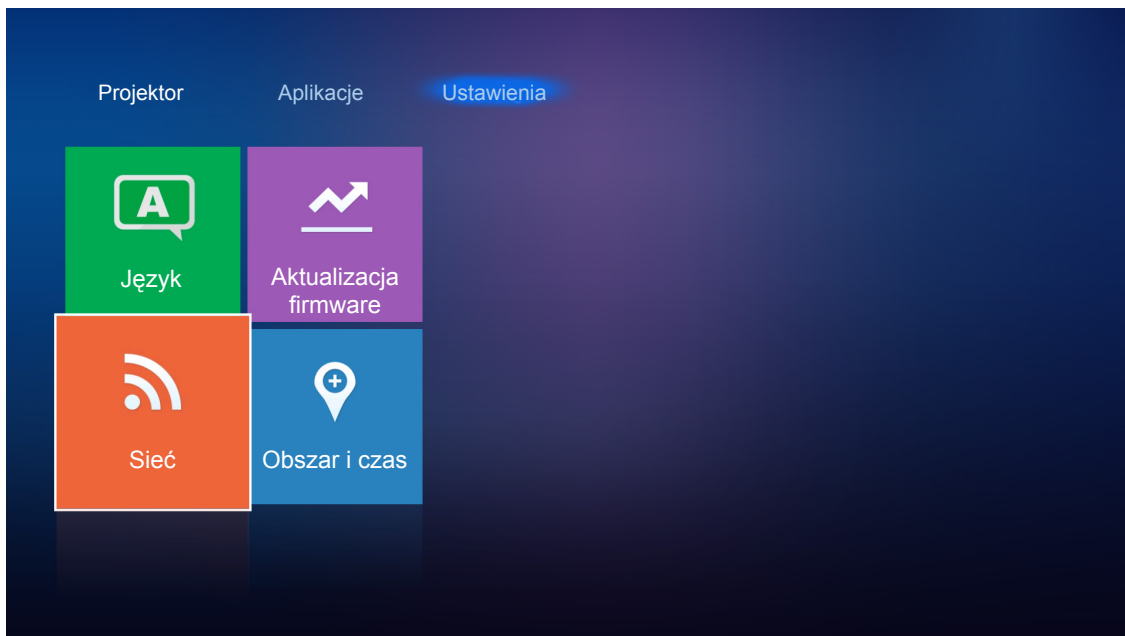 Projektor Aplikacje Ustawienia
A
Język
Aktualizacja
firmware
Sieć
Obszar i czas